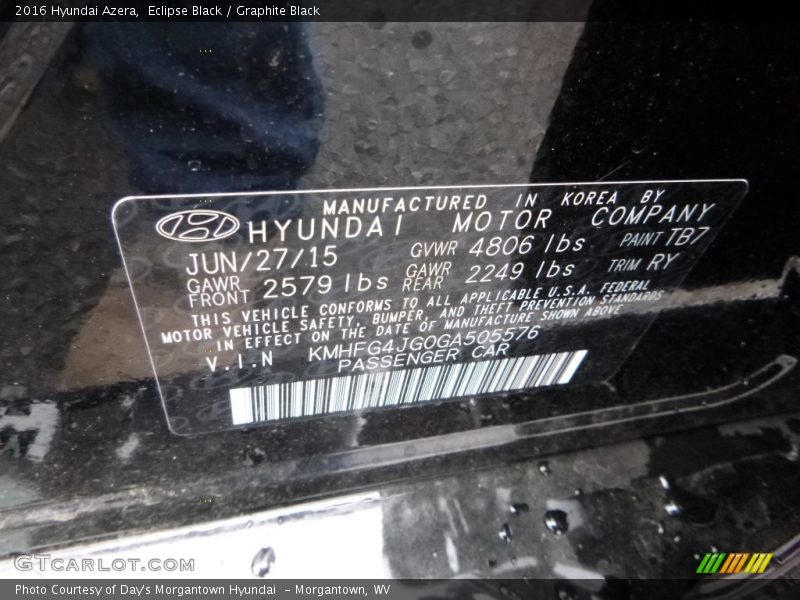 2016 Hyundai Azera, Eclipse Black / Graphite Black
MANUFACTURED IN KOREA BY
HYUNDAI MOTOR COMPANY
JUN/27/15 GVWR 4806 lbs PAINT TB7
GAWR FRONT 2579 lbs GAWR REAR 2249 lbs TRIM RY
THIS VEHICLE CONFORMS TO ALL APPLICABLE U.S.A. FEDERAL
MOTOR VEHICLE SAFETY, BUMPER, AND THEFT PREVENTION STANDARDS
IN EFFECT ON THE DATE OF MANUFACTURE SHOWN ABOVE
V.I.N KMHFG4JG0GA505576
PASSENGER CAR
GTCARLOT.COM
Photo Courtesy of Day's Morgantown Hyundai - Morgantown, WV